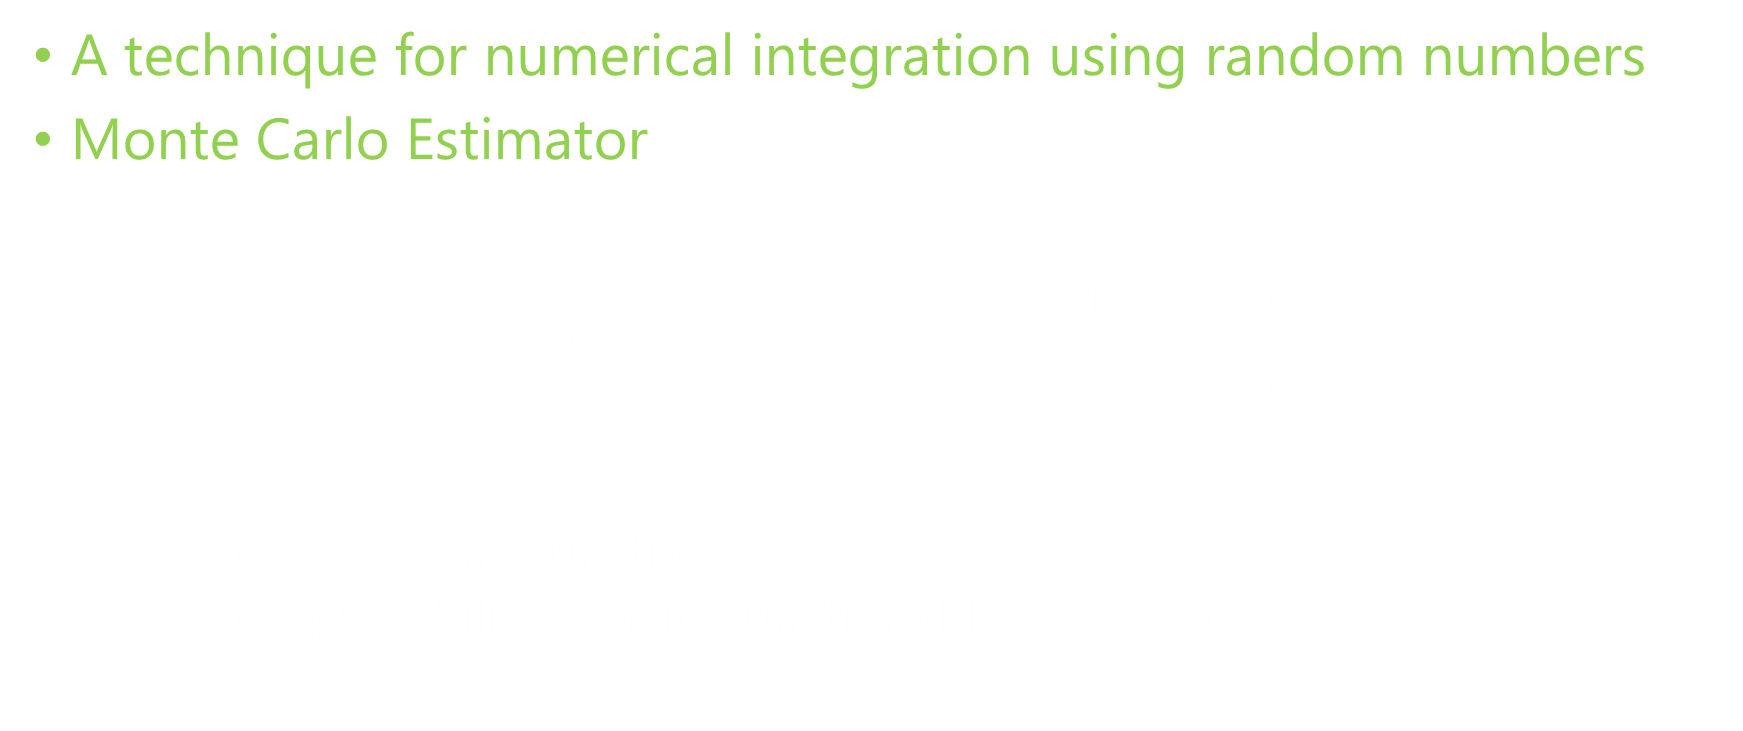 • A technique for numerical integration using random numbers
• Monte Carlo Estimator